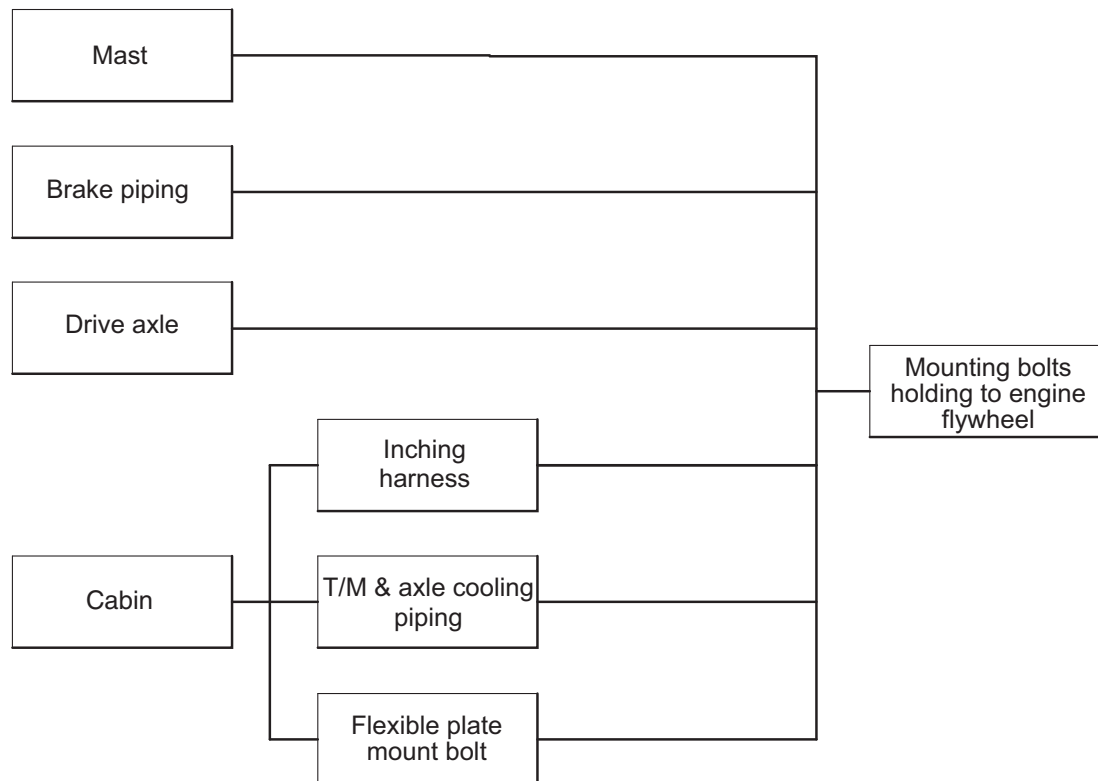 Mast
Brake piping
Drive axle
Mounting bolts
holding to engine
flywheel
Inching
harness
Cabin
T/M & axle cooling
piping
Flexible plate
mount bolt